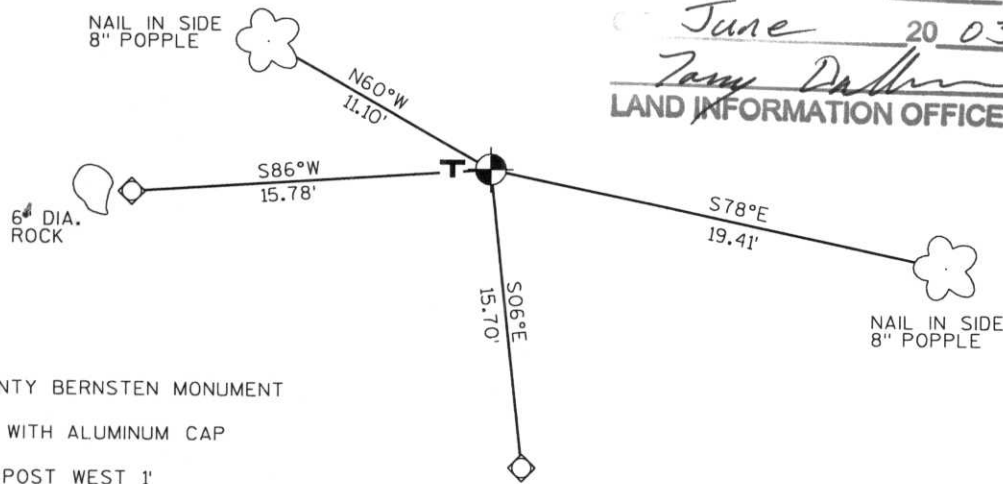 NAIL IN SIDE
8" POPPLE
June 20 03
LAND INFORMATION OFFICE
N60°W
11.10'
T
S86°W
15.78'
6" DIA.
ROCK
S78°E
19.41'
S06°E
15.70'
NAIL IN SIDE
8" POPPLE
NTY BERNSTEN MONUMENT
WITH ALUMINUM CAP
POST WEST 1'